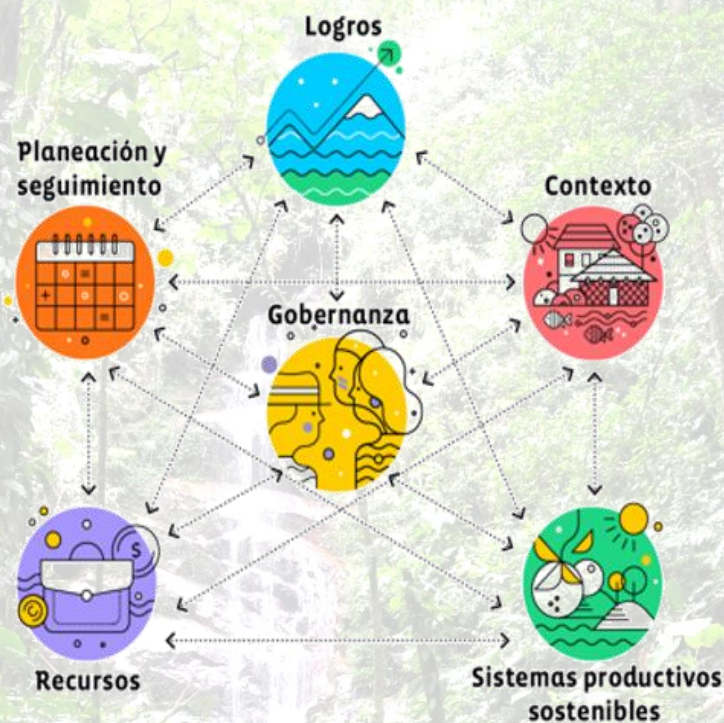 Logros
Planeación y
seguimiento
Contexto
Gobernanza
$
Recursos
Sistemas productivos
sostenibles